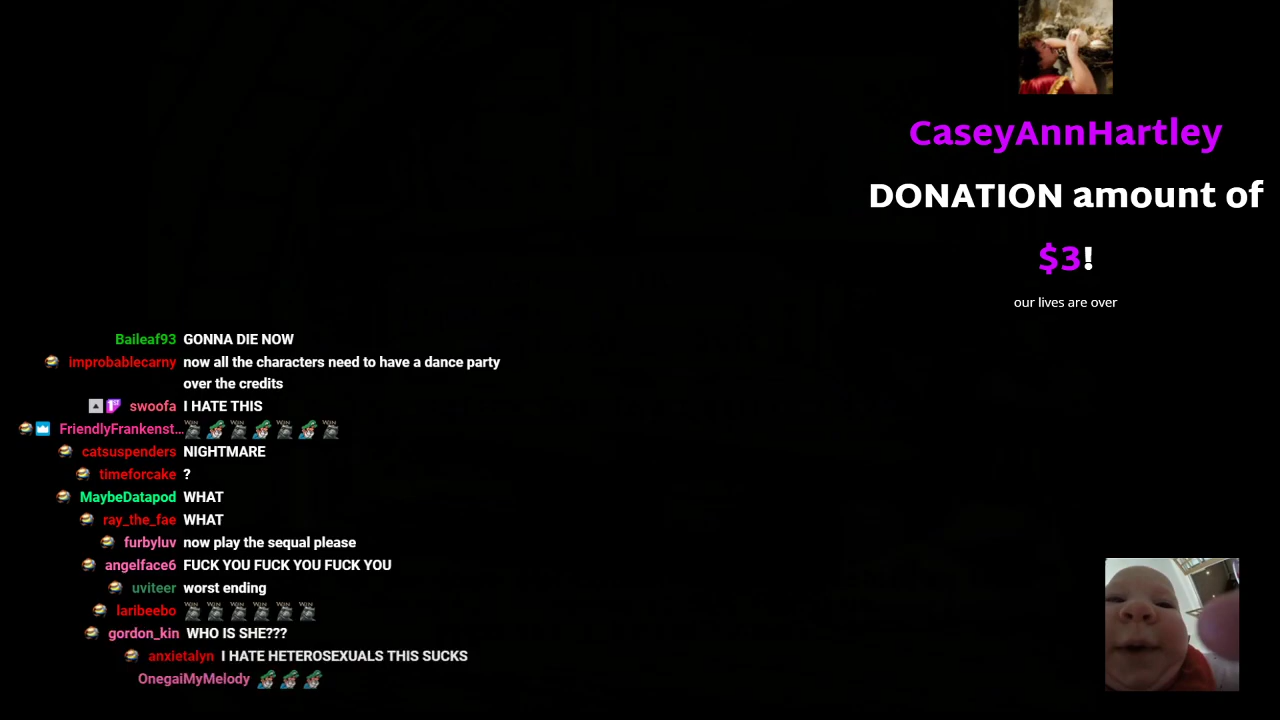 CaseyAnnHartley
DONATION amount of
$3!
our lives are over
Baileaf93 GONNA DIE NOW
improbablecarny now all the characters need to have a dance party
over the credits
swoofa I HATE THIS
FriendlyFrankenst…
catsuspenders NIGHTMARE
timeforcake ?
MaybeDatapod WHAT
ray_the_fae WHAT
furbyluv now play the sequal please
angelface6 FUCK YOU FUCK YOU FUCK YOU
uviteer worst ending
laribeebo
gordon_kin WHO IS SHE???
anxietalyn I HATE HETEROSEXUALS THIS SUCKS
OnegaiMyMelody